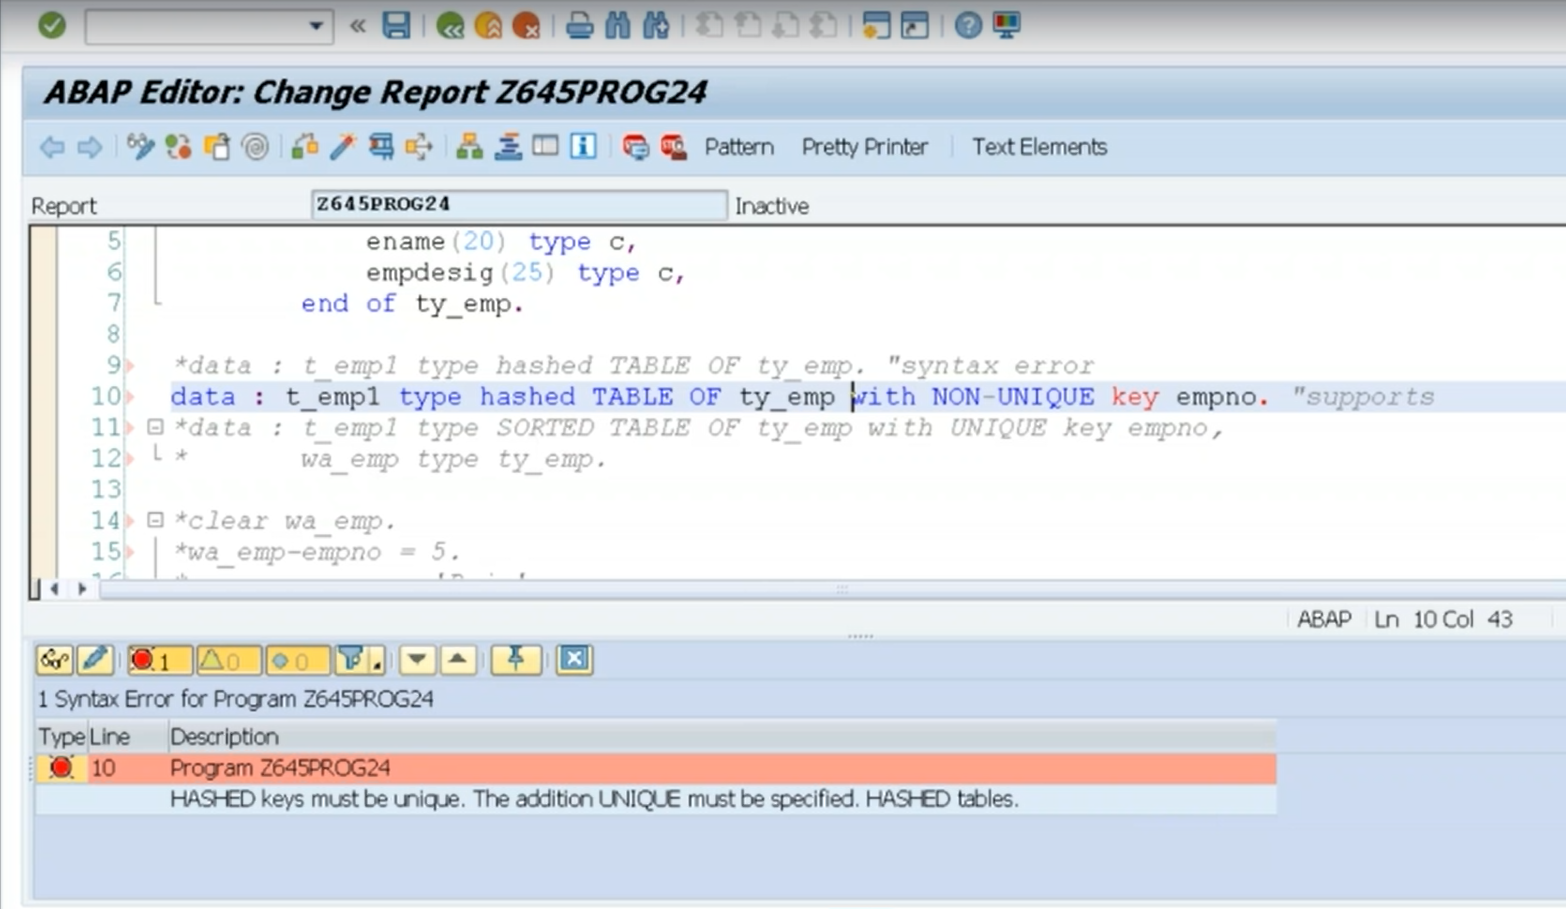 ABAP Editor: Change Report Z645PROG24
Pattern Pretty Printer Text Elements
Report Z645PROG24 Inactive
5 ename(20) type c,
6 empdesig(25) type c,
7 end of ty_emp.
8
9 *data : t_emp1 type hashed TABLE OF ty_emp. "syntax error
10 data : t_emp1 type hashed TABLE OF ty_emp with NON-UNIQUE key empno. "supports
11 *data : t_emp1 type SORTED TABLE OF ty_emp with UNIQUE key empno,
12 * wa_emp type ty_emp.
13
14 *clear wa_emp.
15 *wa_emp-empno = 5.
ABAP Ln 10 Col 43
1 0 0
1 Syntax Error for Program Z645PROG24
Type Line Description
10 Program Z645PROG24
HASHED keys must be unique. The addition UNIQUE must be specified. HASHED tables.